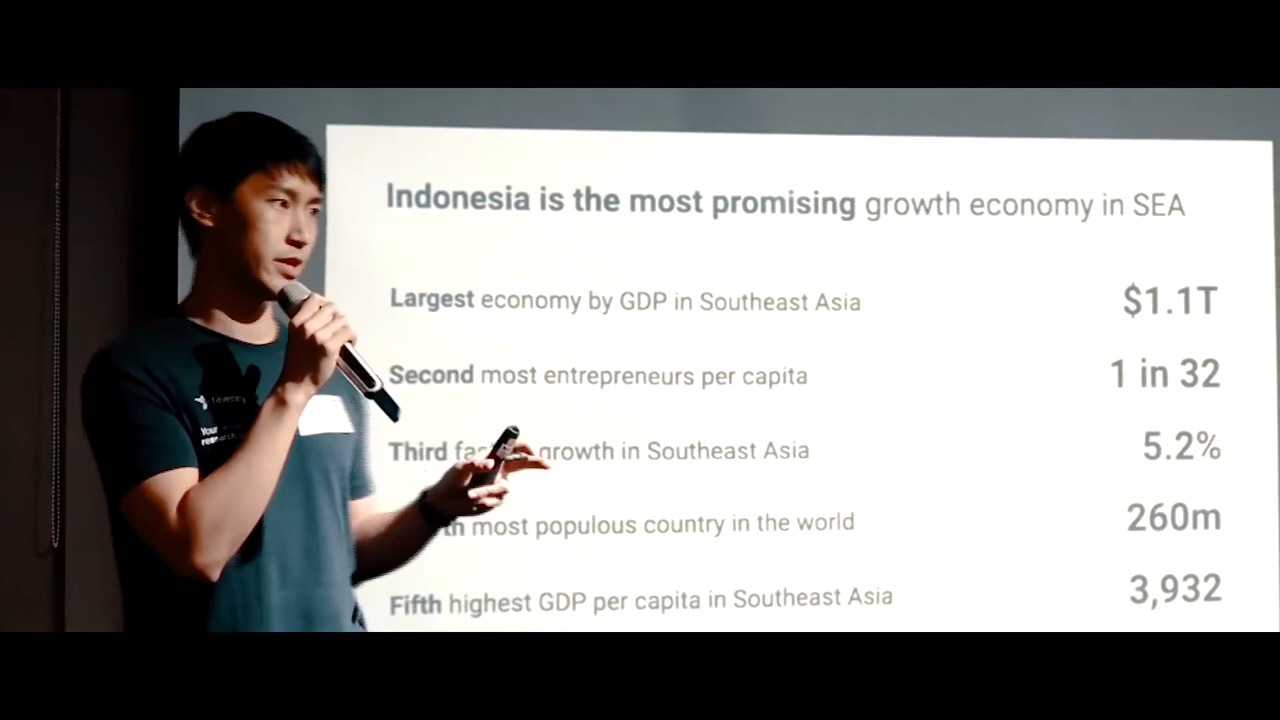 Indonesia is the most promising growth economy in SEA
Largest economy by GDP in Southeast Asia $1.1T
Second most entrepreneurs per capita 1 in 32
Third growth in Southeast Asia 5.2%
most populous country in the world 260m
Fifth highest GDP per capita in Southeast Asia 3,932
Your
research